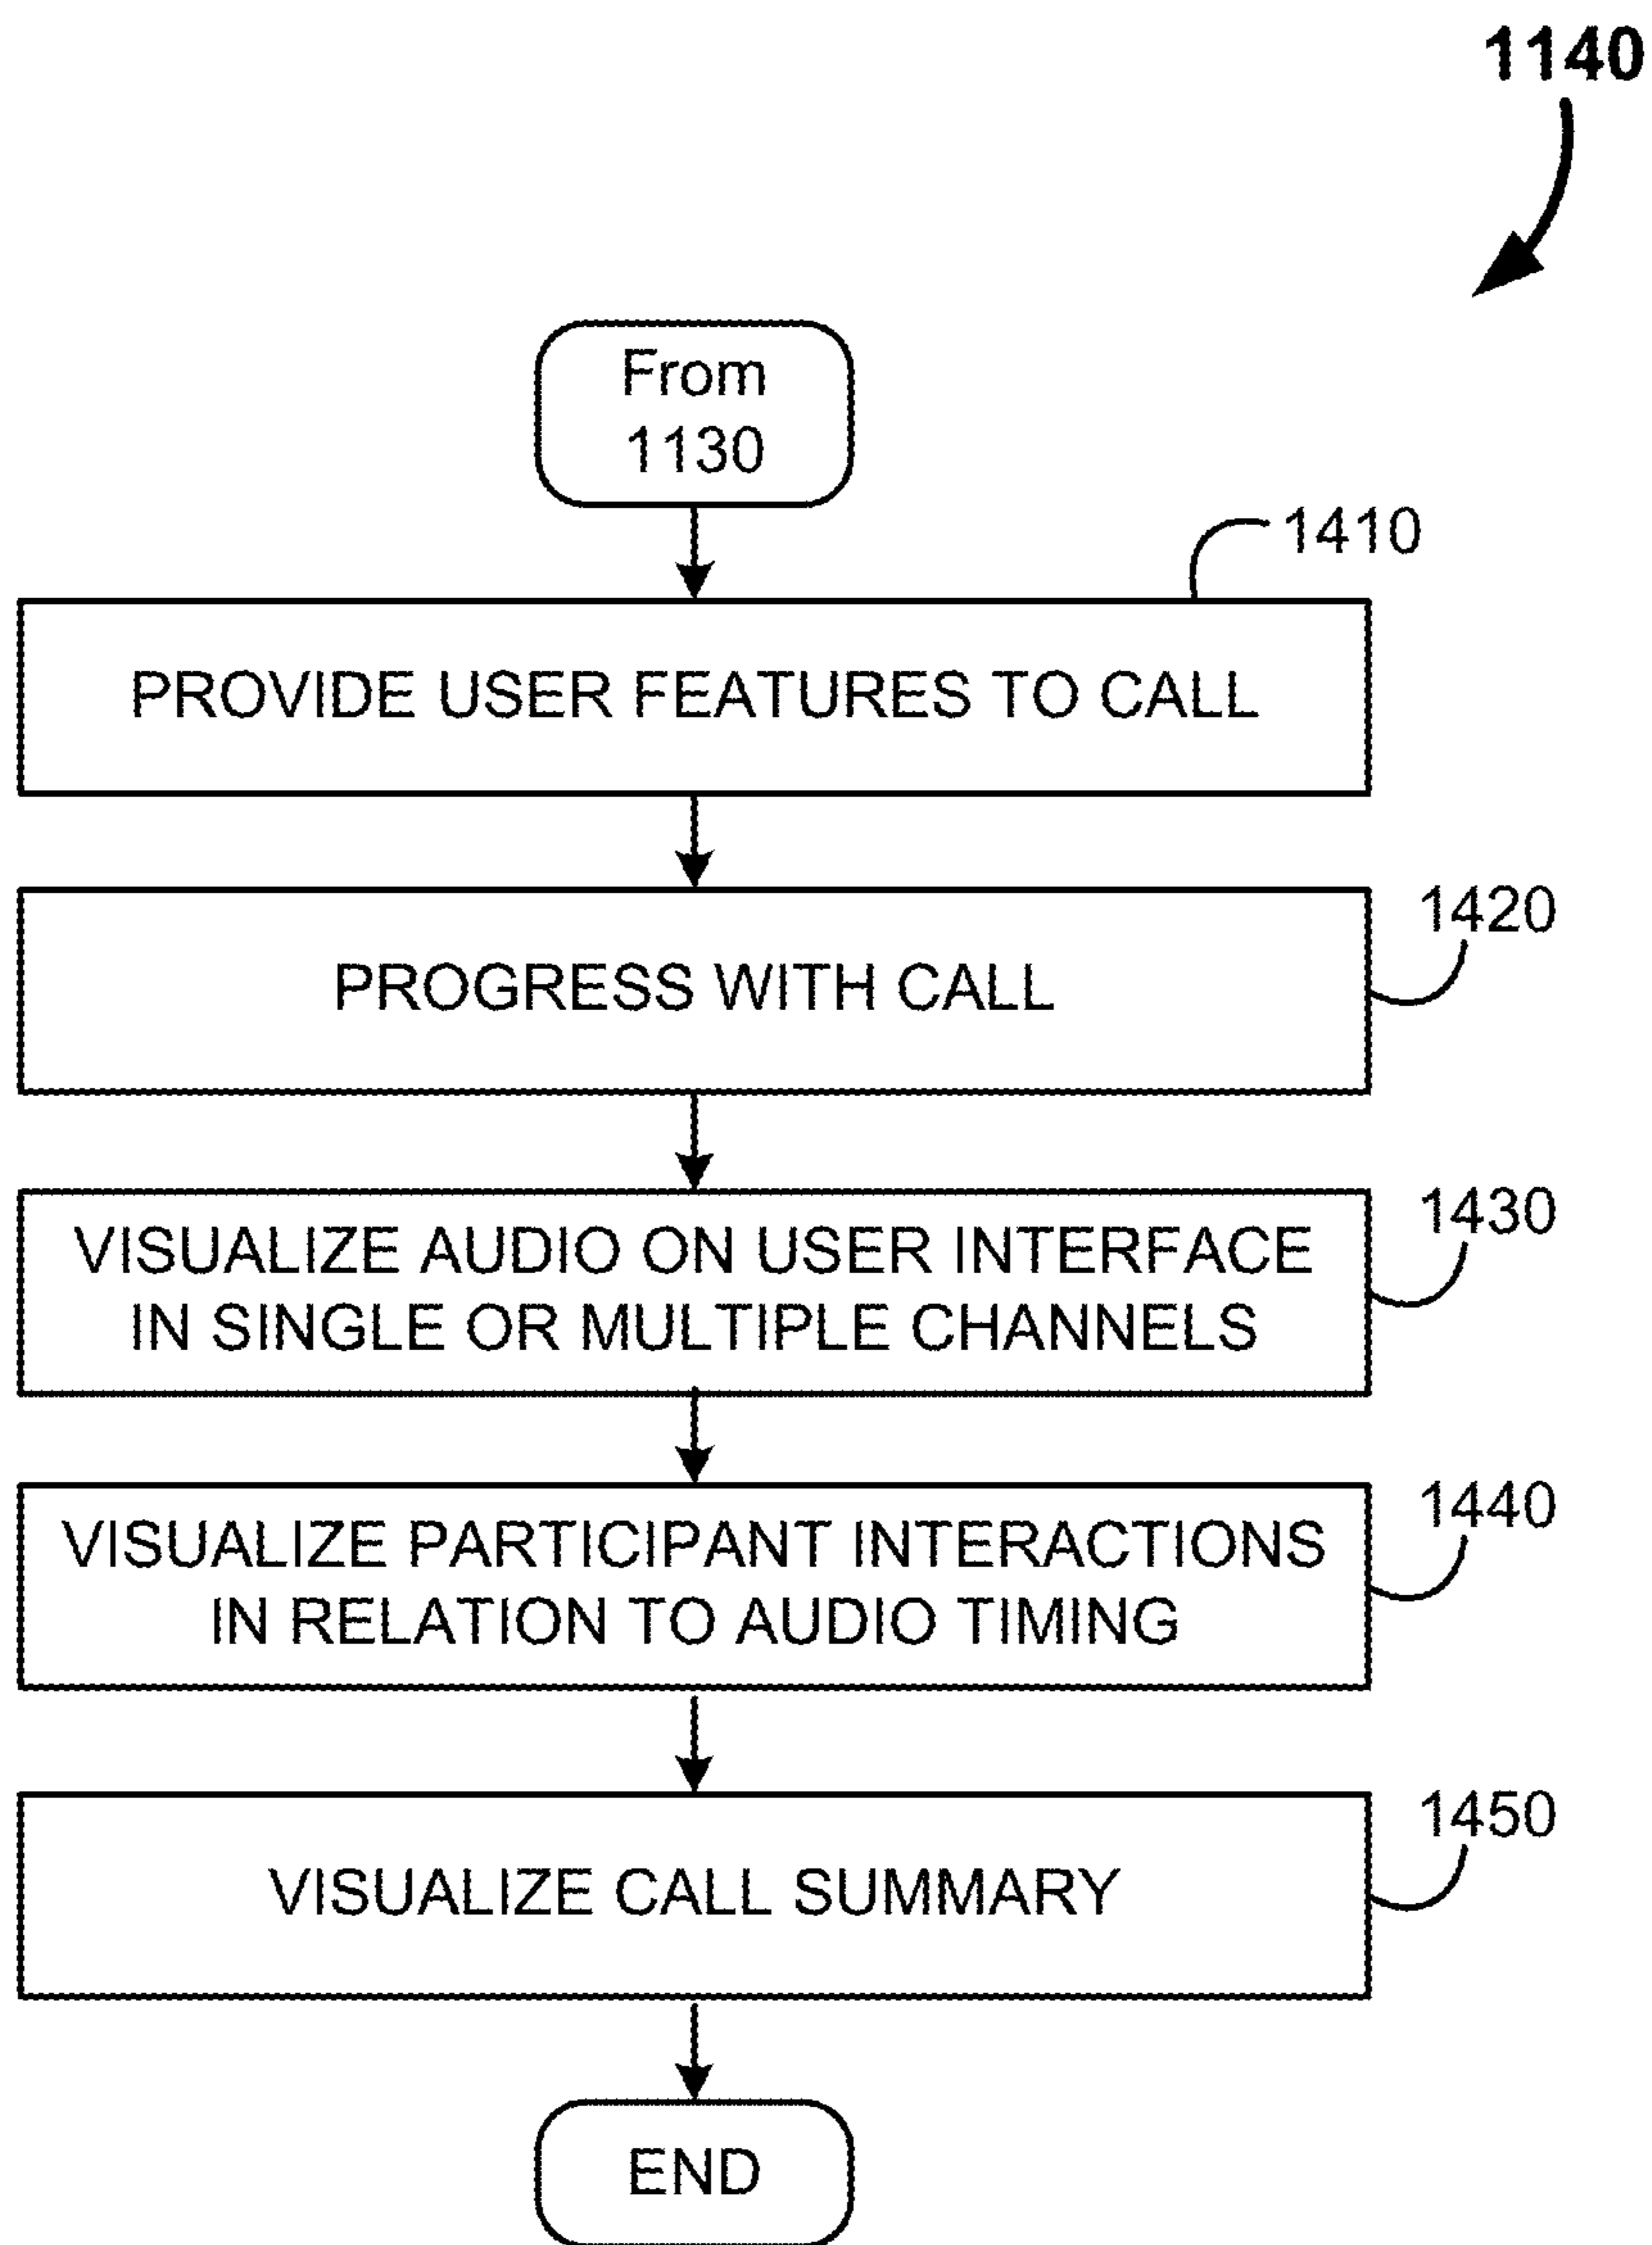 1140
From
1130
1410
PROVIDE USER FEATURES TO CALL
1420
PROGRESS WITH CALL
1430
VISUALIZE AUDIO ON USER INTERFACE
IN SINGLE OR MULTIPLE CHANNELS
1440
VISUALIZE PARTICIPANT INTERACTIONS
IN RELATION TO AUDIO TIMING
1450
VISUALIZE CALL SUMMARY
END